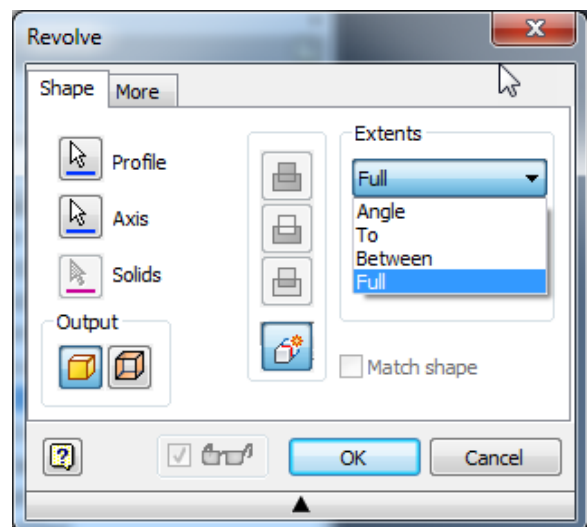 Revolve
Shape
More
Profile
Axis
Solids
Output
Extents
Full
Angle
To
Between
Full
Match shape
?
OK
Cancel